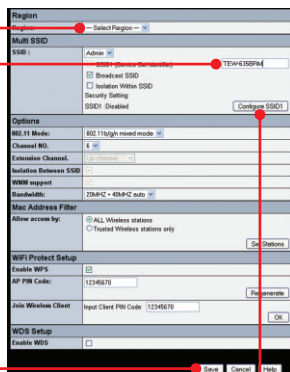 Region
Region: -- Select Region --
Multi SSID
SSID : Admin
SSID1 (Service Set Identifier) TEW-635BRM
Broadcast SSID
Isolation Within SSID
Security Setting:
SSID1 :Disabled Configure SSID1
Options
802.11 Mode: 802.11b/g/n mixed mode
Channel NO. 6
Extension Channel. Up channel
Isolation Between SSID
WMM support
Bandwidth: 20MHZ + 40MHZ auto
Mac Address Filter
Allow access by: ALL Wireless stations
Trusted Wireless stations only
Set Stations
WiFi Protect Setup
Enable WPS
AP PIN Code: 12345670
Regenerate
Join Wireless Client Input Client PIN Code: 12345670
OK
WDS Setup
Enable WDS
Save Cancel Help